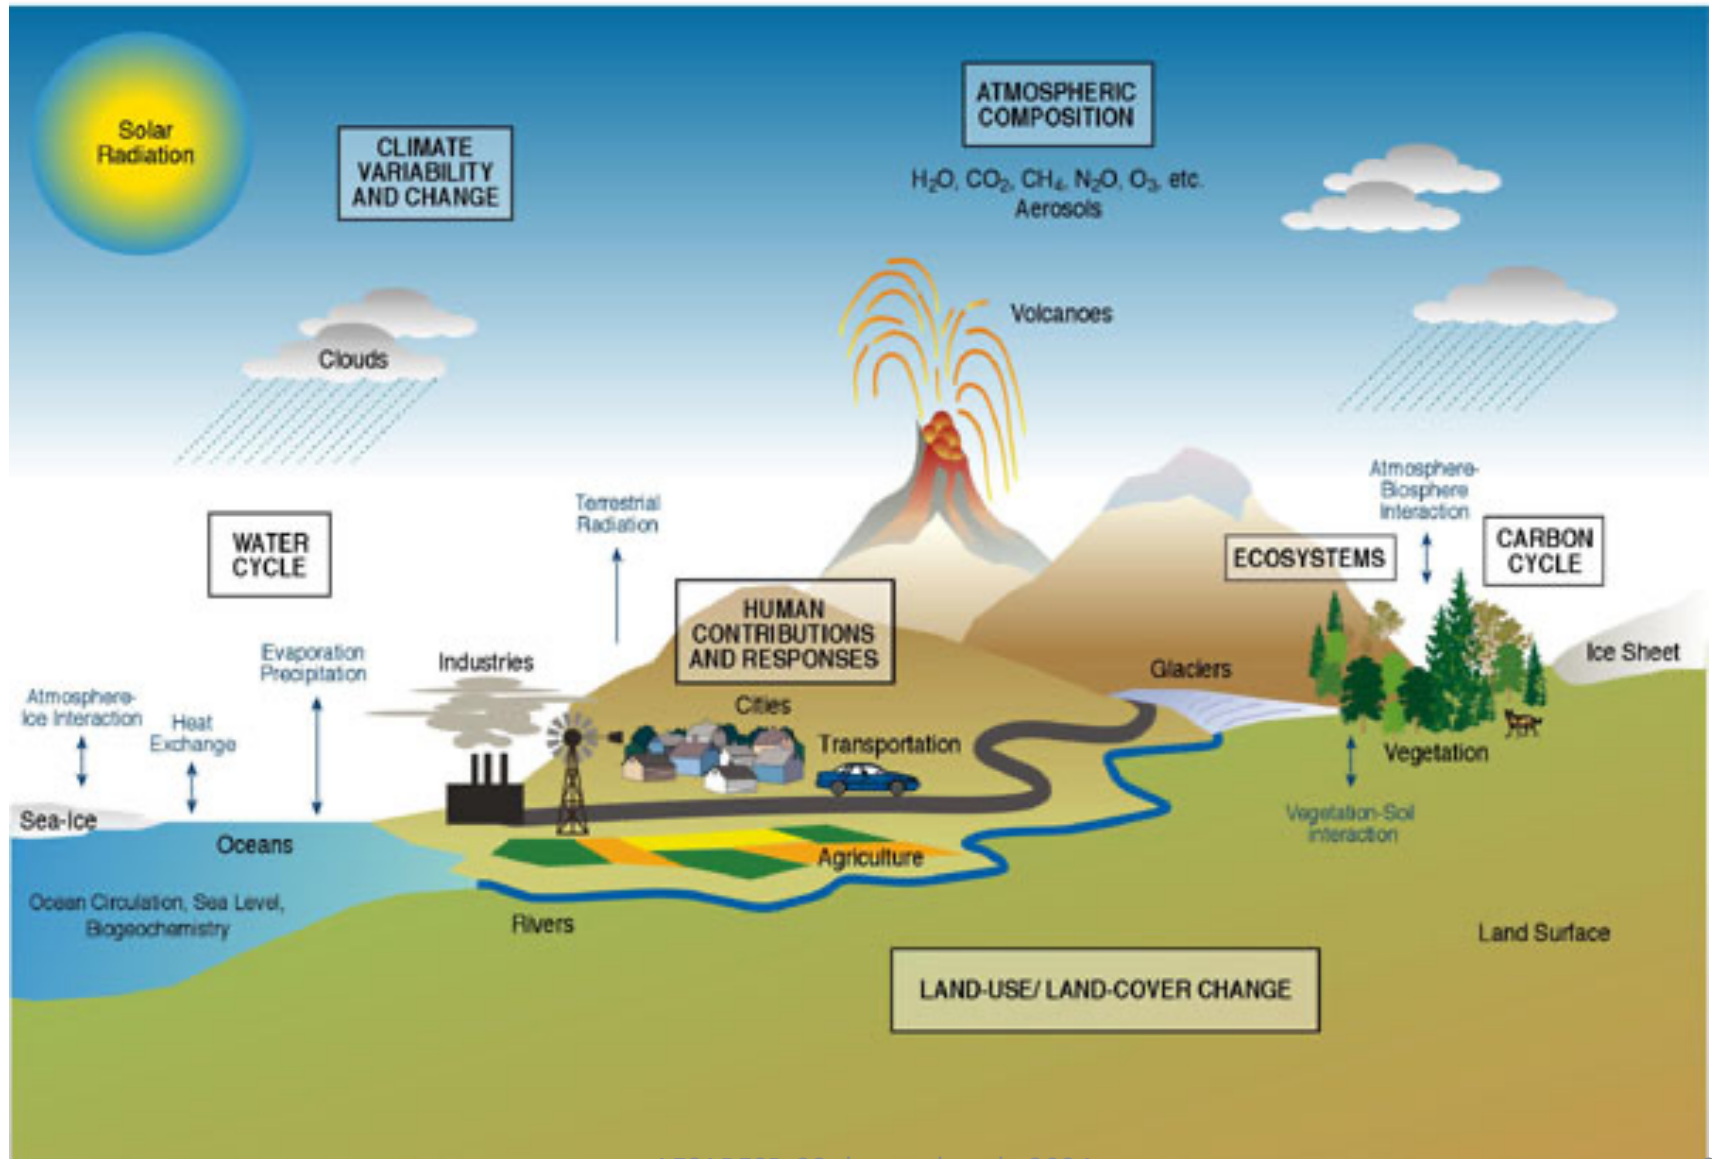 Solar
Radiation
CLIMATE
VARIABILITY
AND CHANGE
ATMOSPHERIC
COMPOSITION
H₂O, CO₂, CH₄, N₂O, O₃, etc.
Aerosols
Volcanoes
Clouds
Terrestrial
Radiation
Atmosphere-
Biosphere
Interaction
WATER
CYCLE
ECOSYSTEMS
CARBON
CYCLE
HUMAN
CONTRIBUTIONS
AND RESPONSES
Evaporation
Precipitation
Industries
Ice Sheet
Glaciers
Atmosphere-
Ice Interaction
Heat
Exchange
Cities
Transportation
Vegetation
Sea-Ice
Oceans
Vegetation-Soil
Interaction
Agriculture
Ocean Circulation, Sea Level,
Biogeochemistry
Rivers
Land Surface
LAND-USE/ LAND-COVER CHANGE